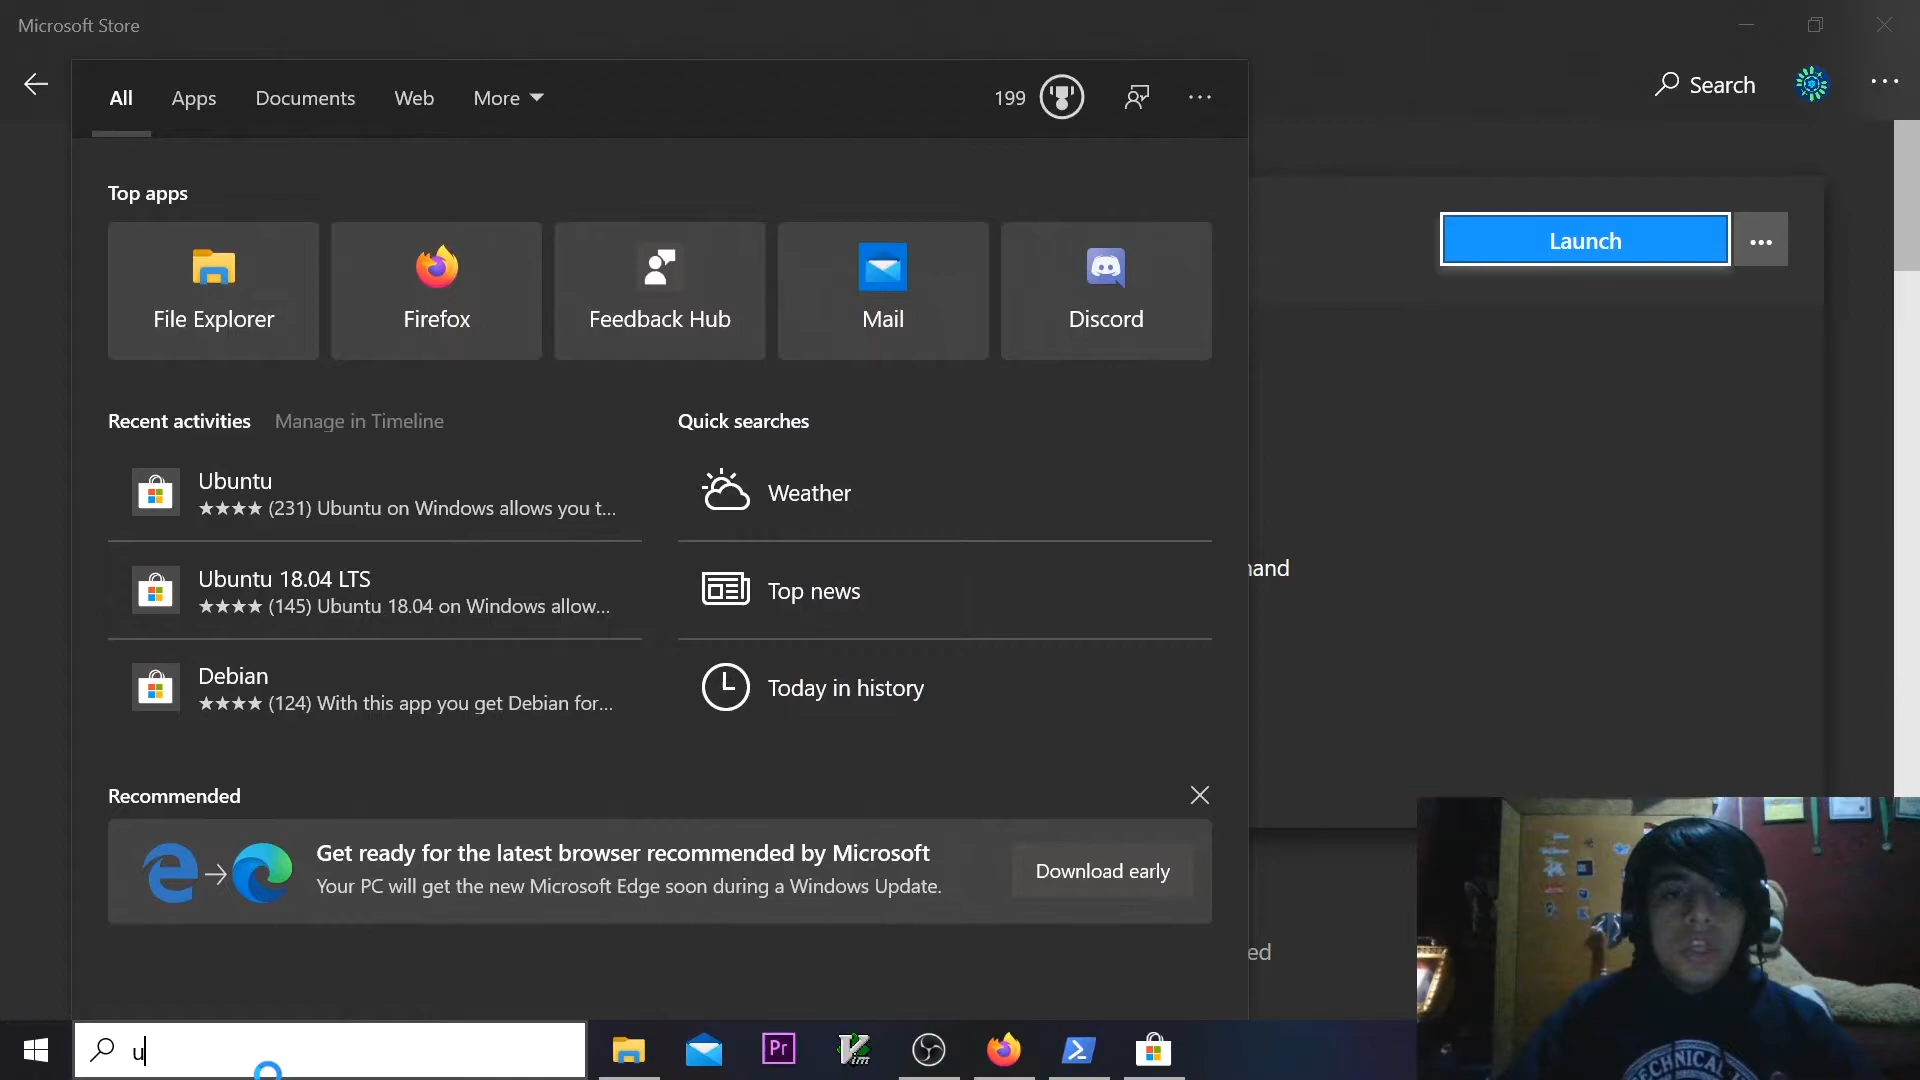 Microsoft Store
All Apps Documents Web More 199
Search
Top apps
Launch
File Explorer
Firefox
Feedback Hub
Mail
Discord
Recent activities Manage in Timeline
Ubuntu
★★★★ (231) Ubuntu on Windows allows you t...
Ubuntu 18.04 LTS
★★★★ (145) Ubuntu 18.04 on Windows allow...
Debian
★★★★ (124) With this app you get Debian for...
Quick searches
Weather
Top news
Today in history
Recommended
Get ready for the latest browser recommended by Microsoft
Your PC will get the new Microsoft Edge soon during a Windows Update.
Download early
ed
u
Pr
Vim